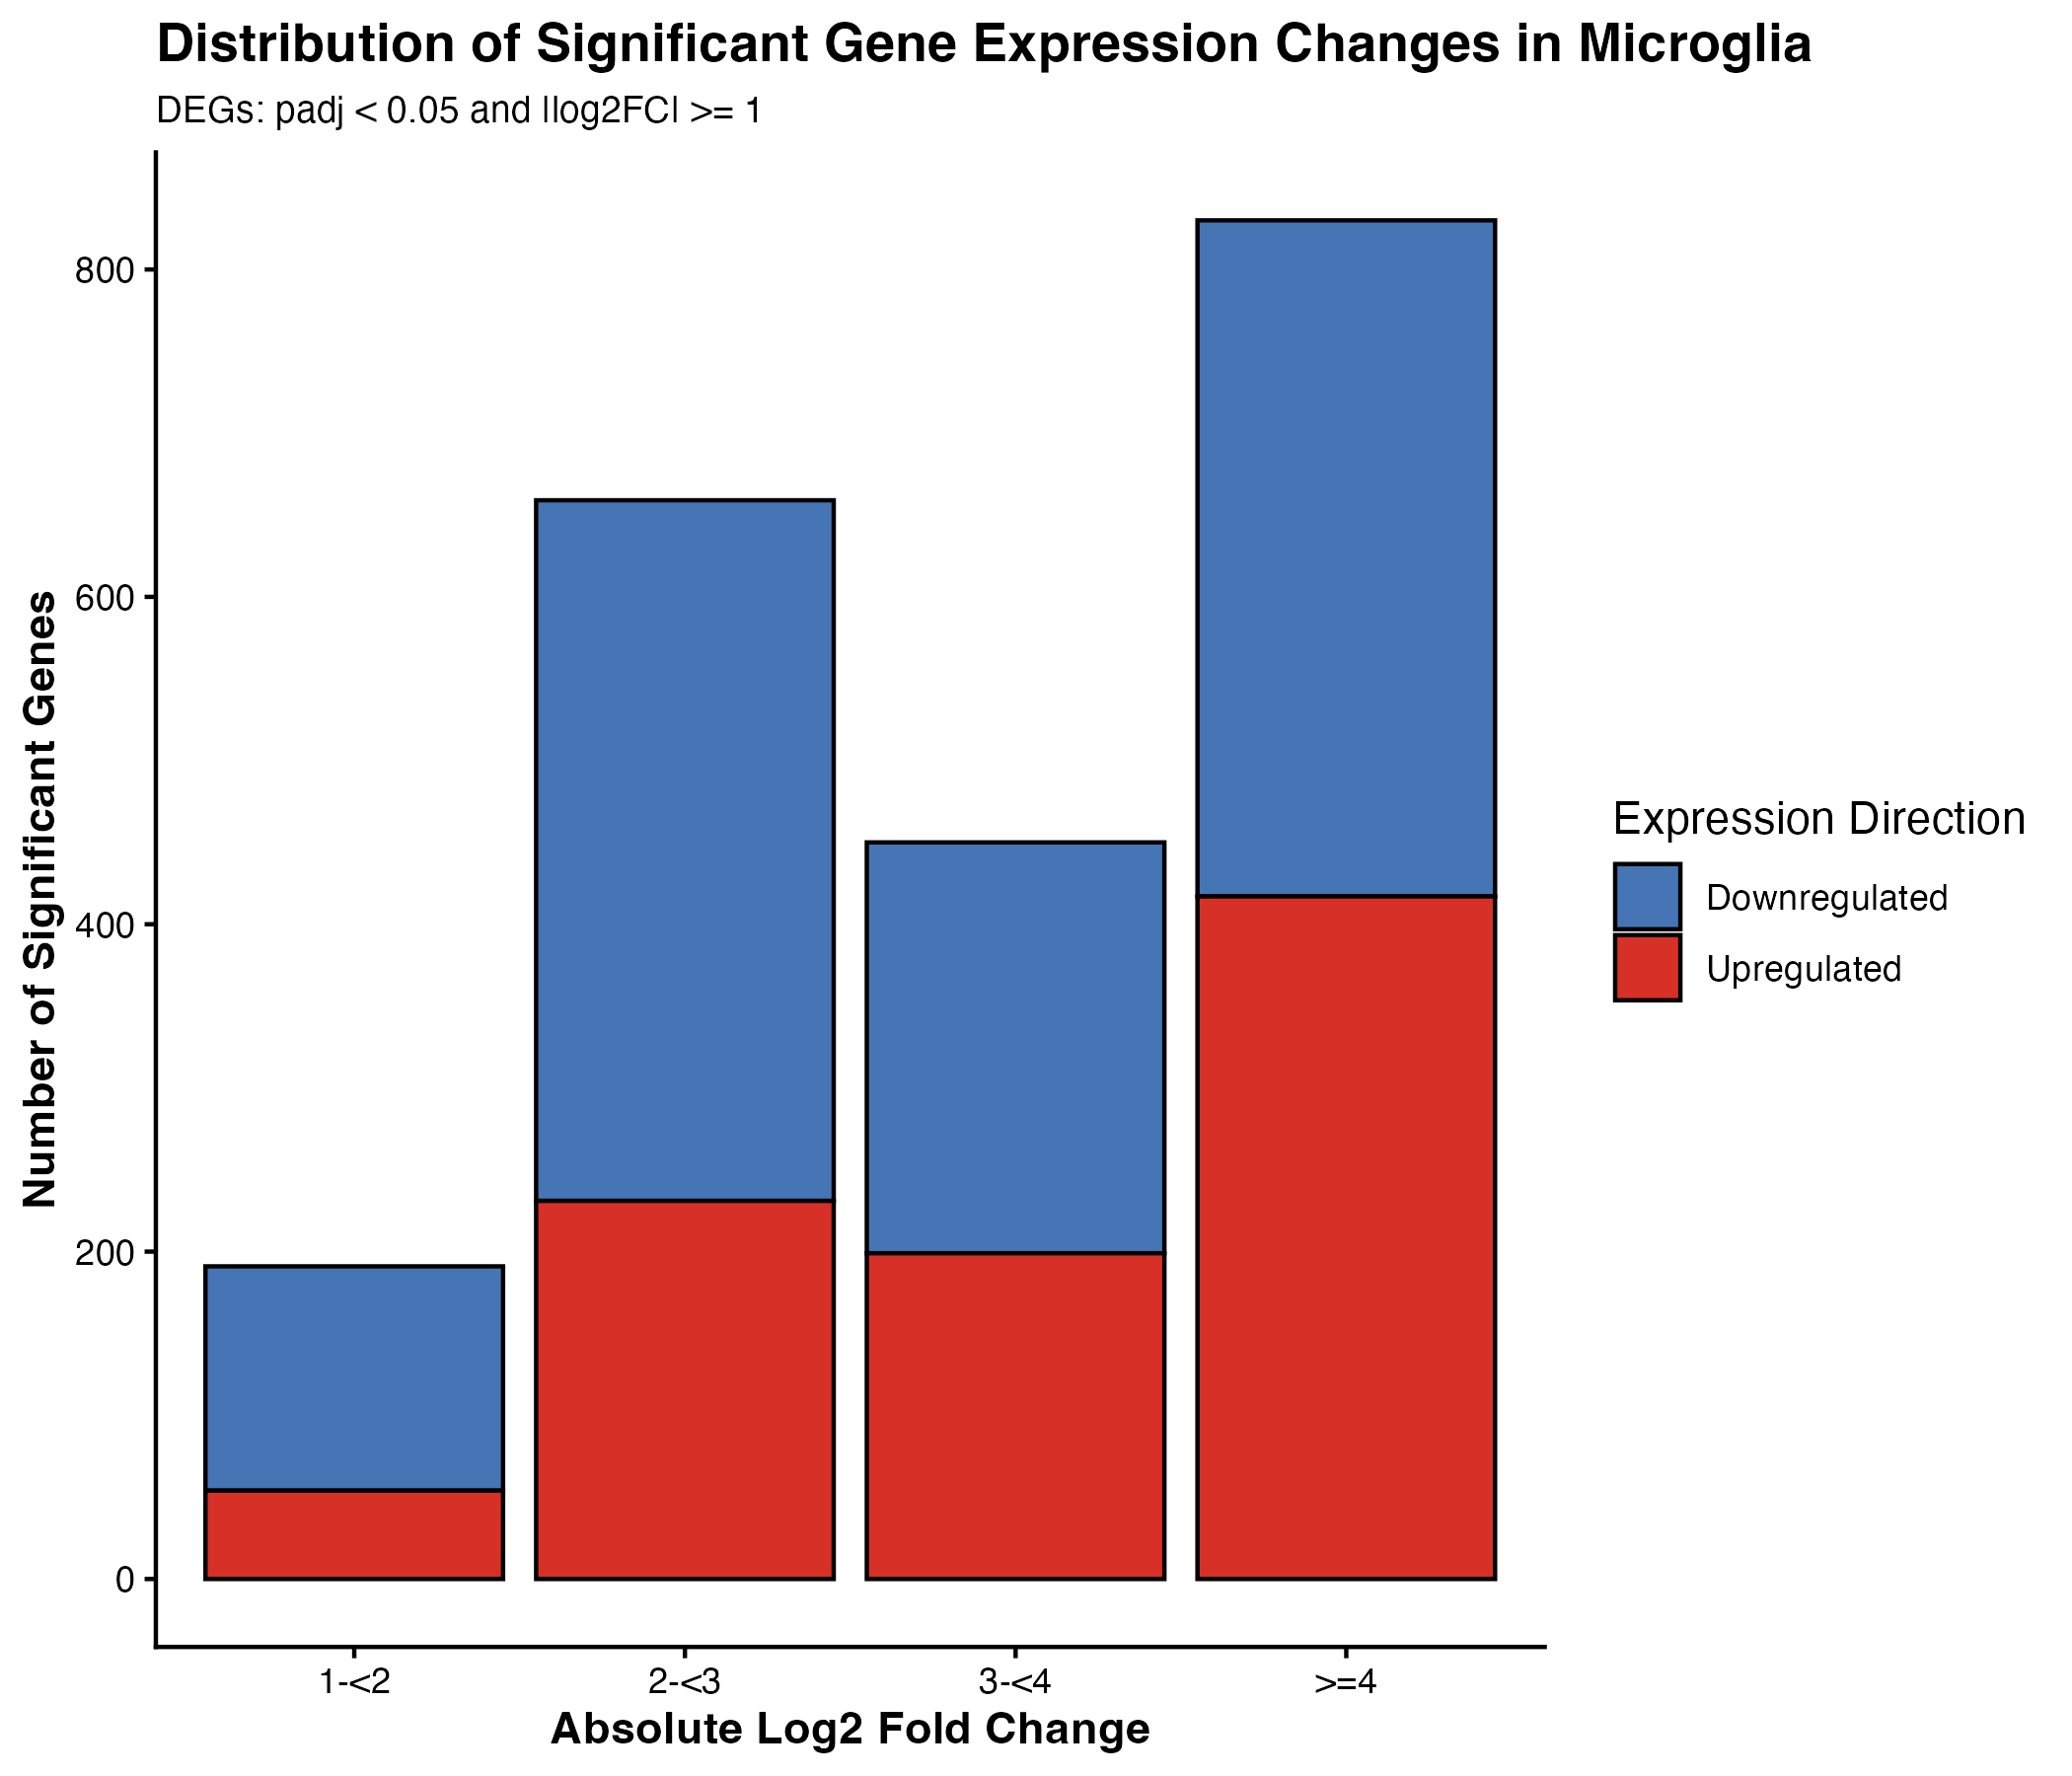 Distribution of Significant Gene Expression Changes in Microglia
DEGs: padj < 0.05 and |log2FC| >= 1
Number of Significant Genes
800
600
400
200
0
1-<2
2-<3
3-<4
>=4
Absolute Log2 Fold Change
Expression Direction
Downregulated
Upregulated